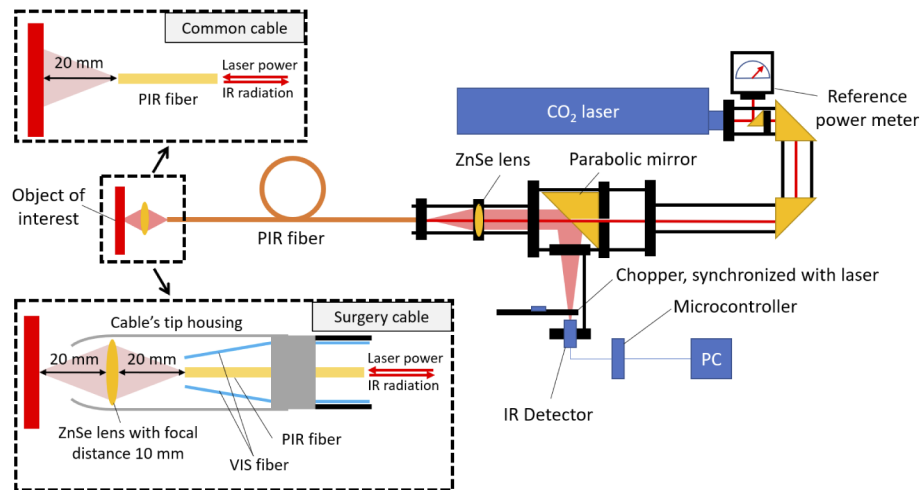 Common cable
20 mm
Laser power
IR radiation
PIR fiber
CO2 laser
Reference
power meter
ZnSe lens
Parabolic mirror
Object of
interest
PIR fiber
Chopper, synchronized with laser
Microcontroller
PC
IR Detector
Surgery cable
Cable's tip housing
20 mm
20 mm
Laser power
IR radiation
ZnSe lens with focal
distance 10 mm
PIR fiber
VIS fiber